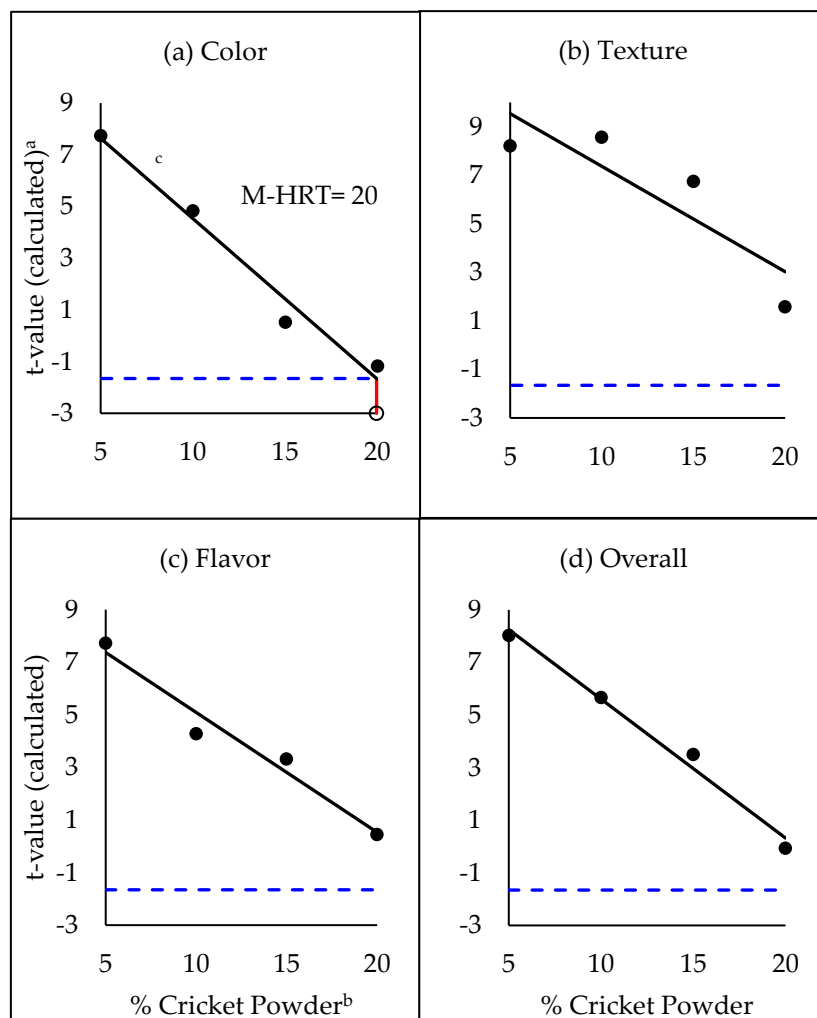 (a) Color
t-value (calculated)ᵃ
9
7
5
3
1
-1
-3
c
M-HRT= 20
5 10 15 20
(b) Texture
9
7
5
3
1
-1
-3
5 10 15 20
(c) Flavor
t-value (calculated)
9
7
5
3
1
-1
-3
5 10 15 20
% Cricket Powderᵇ
(d) Overall
9
7
5
3
1
-1
-3
5 10 15 20
% Cricket Powder